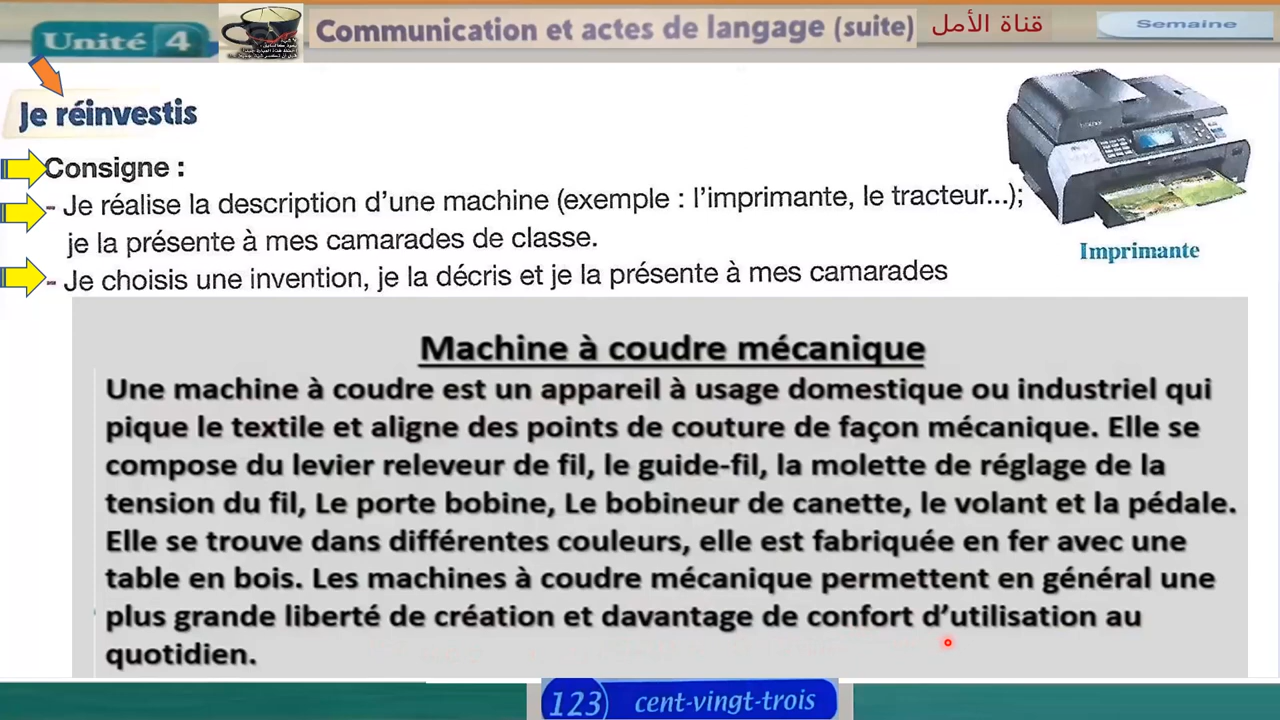 Unité 4
Communication et actes de langage (suite)
قناة الأمل
Semaine
Je réinvestis
Consigne :
- Je réalise la description d'une machine (exemple : l'imprimante, le tracteur...);
je la présente à mes camarades de classe.
- Je choisis une invention, je la décris et je la présente à mes camarades
Imprimante
Machine à coudre mécanique
Une machine à coudre est un appareil à usage domestique ou industriel qui
pique le textile et aligne des points de couture de façon mécanique. Elle se
compose du levier releveur de fil, le guide-fil, la molette de réglage de la
tension du fil, Le porte bobine, Le bobineur de canette, le volant et la pédale.
Elle se trouve dans différentes couleurs, elle est fabriquée en fer avec une
table en bois. Les machines à coudre mécanique permettent en général une
plus grande liberté de création et davantage de confort d'utilisation au
quotidien.
123 cent-vingt-trois